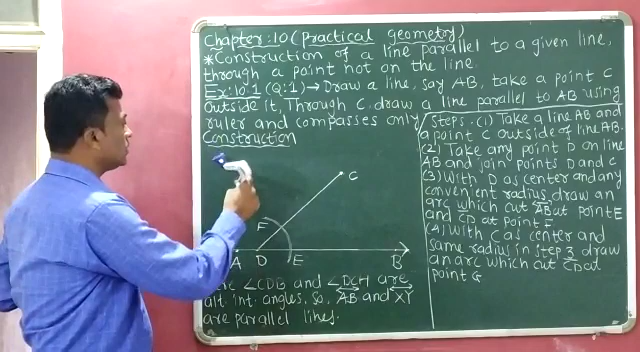 Chapter:10 (Practical geometry)
*Construction of a line parallel to a given line,
through a point not on the line.
Ex:10.1 (Q:1) → Draw a line, say AB, take a point C
outside it, Through C, draw a line parallel to AB using
ruler and compasses only
Construction
C
F
A D E B
∠CDB and ∠DCH are
alt. int. angles, so, AB and XY
are parallel lines.
Steps: (1) Take a line AB and
a point C outside of line AB.
(2) Take any point D on line
AB and join points D and C
(3) With D as center and any
convenient radius, draw an
arc which cut AB at point E
and CD at point F
(4) With C as center and
same radius in step 3, draw
an arc which cut CD at
point G